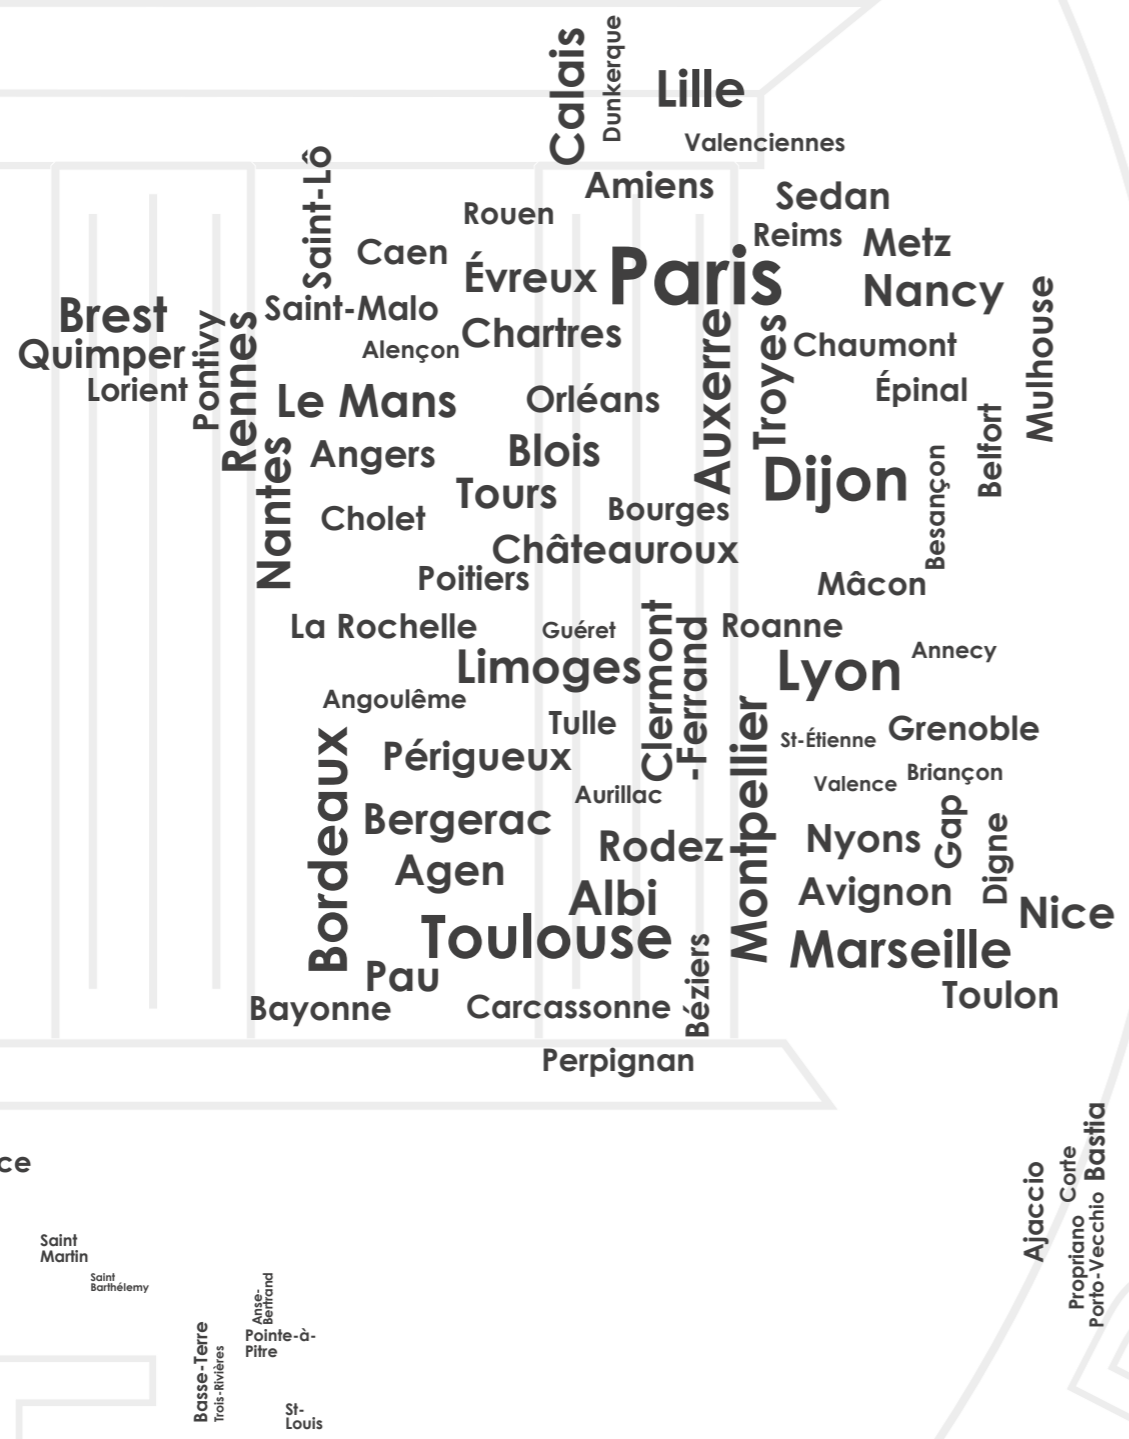 Calais
Dunkerque
Lille
Valenciennes
Saint-Lô
Amiens
Sedan
Rouen
Reims
Metz
Caen
Évreux
Paris
Nancy
Mulhouse
Brest
Saint-Malo
Chartres
Quimper
Pontivy
Rennes
Alençon
Auxerre
Troyes
Chaumont
Lorient
Le Mans
Orléans
Épinal
Belfort
Nantes
Angers
Blois
Dijon
Besançon
Tours
Cholet
Bourges
Châteauroux
Poitiers
Mâcon
La Rochelle
Guéret
Clermont
-Ferrand
Roanne
Limoges
Lyon
Annecy
Angoulême
Tulle
Montpellier
St-Étienne
Grenoble
Bordeaux
Périgueux
Valence
Briançon
Aurillac
Bergerac
Rodez
Nyons
Gap
Digne
Agen
Albi
Avignon
Nice
Toulouse
Béziers
Marseille
Pau
Toulon
Bayonne
Carcassonne
Perpignan
ce
Ajaccio
Corte
Bastia
Propriano
Porto-Vecchio
Saint
Martin
Saint
Barthélemy
Anse-
Bertrand
Pointe-à-
Pitre
Basse-Terre
Trois-Rivières
St-
Louis